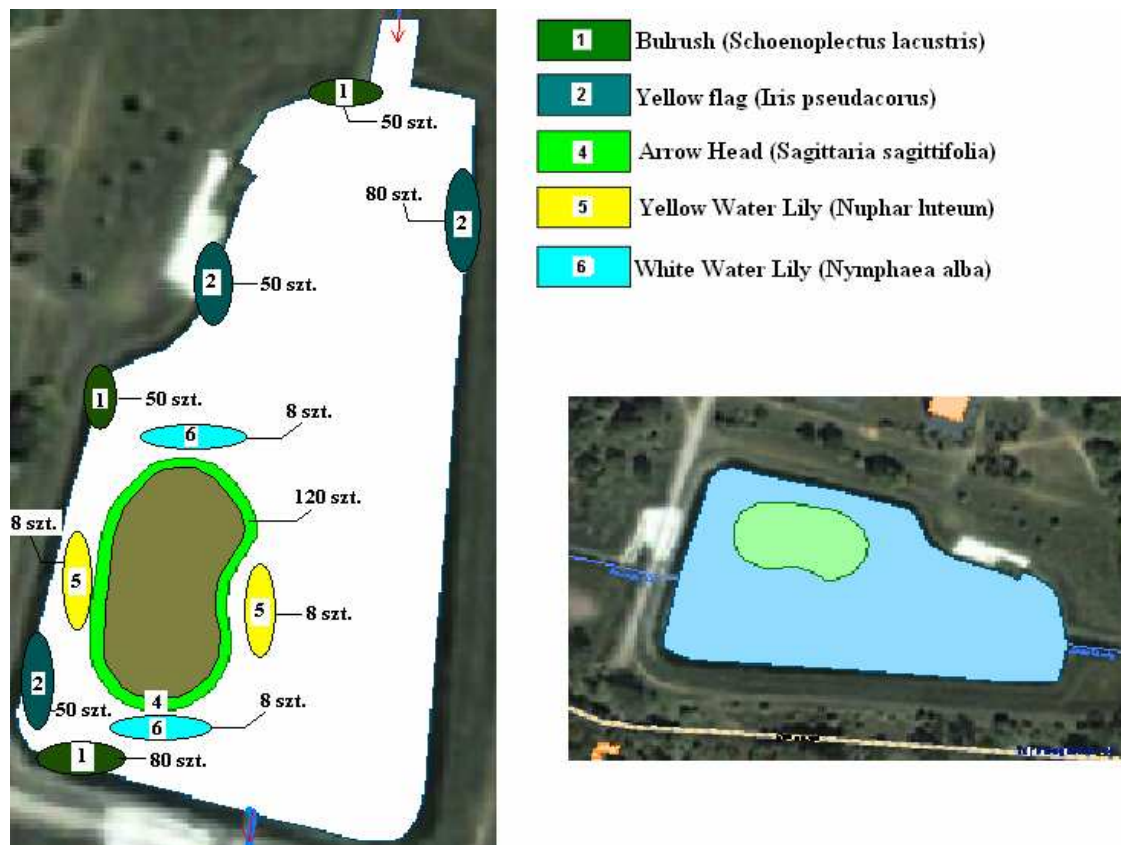 1
50 szt.
80 szt.
2
2
50 szt.
1
50 szt.
8 szt.
6
120 szt.
8 szt.
5
5
8 szt.
2
50 szt.
4
8 szt.
6
1
80 szt.
1 Bulrush (Schoenoplectus lacustris)
2 Yellow flag (Iris pseudacorus)
4 Arrow Head (Sagittaria sagittifolia)
5 Yellow Water Lily (Nuphar luteum)
6 White Water Lily (Nymphaea alba)